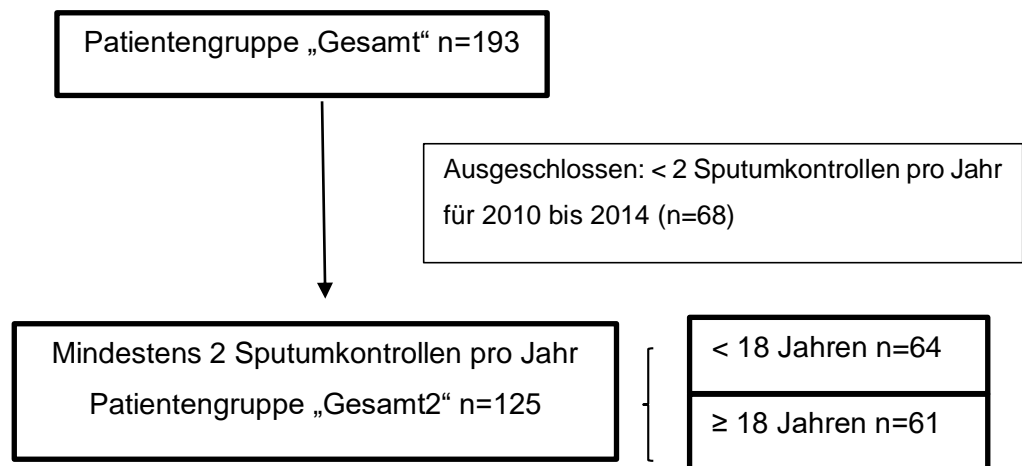 Patientengruppe „Gesamt“ n=193
Ausgeschlossen: < 2 Sputumkontrollen pro Jahr
für 2010 bis 2014 (n=68)
Mindestens 2 Sputumkontrollen pro Jahr
Patientengruppe „Gesamt2“ n=125
< 18 Jahren n=64
≥ 18 Jahren n=61